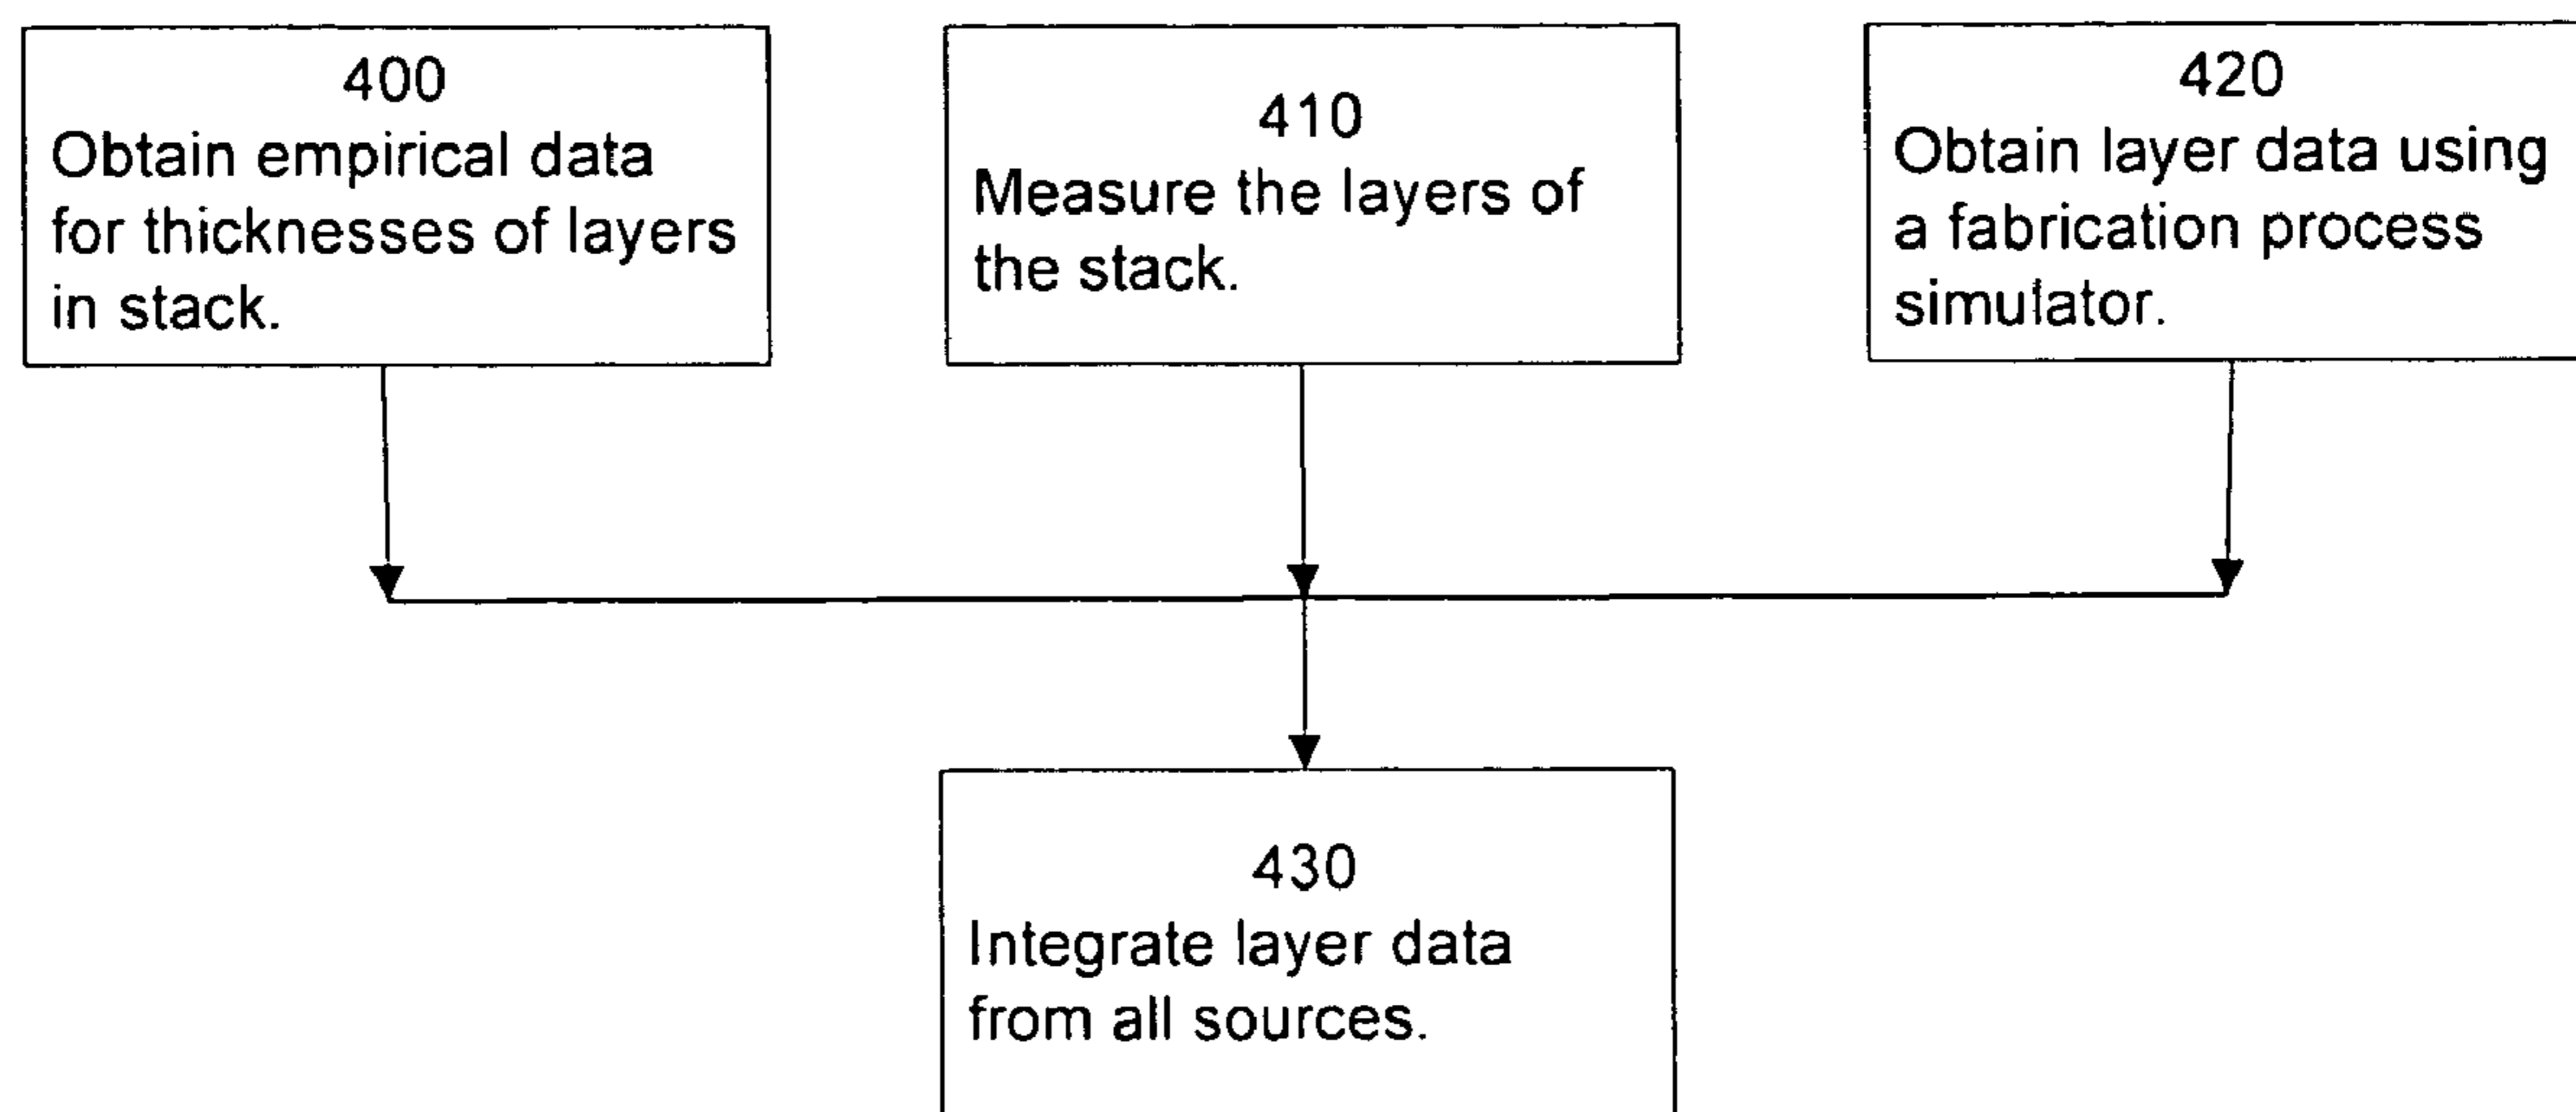 400
Obtain empirical data
for thicknesses of layers
in stack.
410
Measure the layers of
the stack.
420
Obtain layer data using
a fabrication process
simulator.
430
Integrate layer data
from all sources.